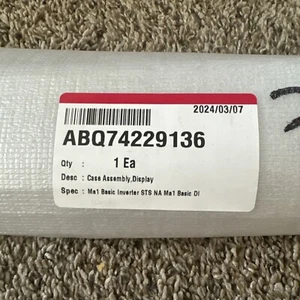 2024/03/07
ABQ74229136
Qty : 1 Ea
Desc : Case Assembly,Display
Spec : Ma1 Basic Inverter STS NA Ma1 Basic DI